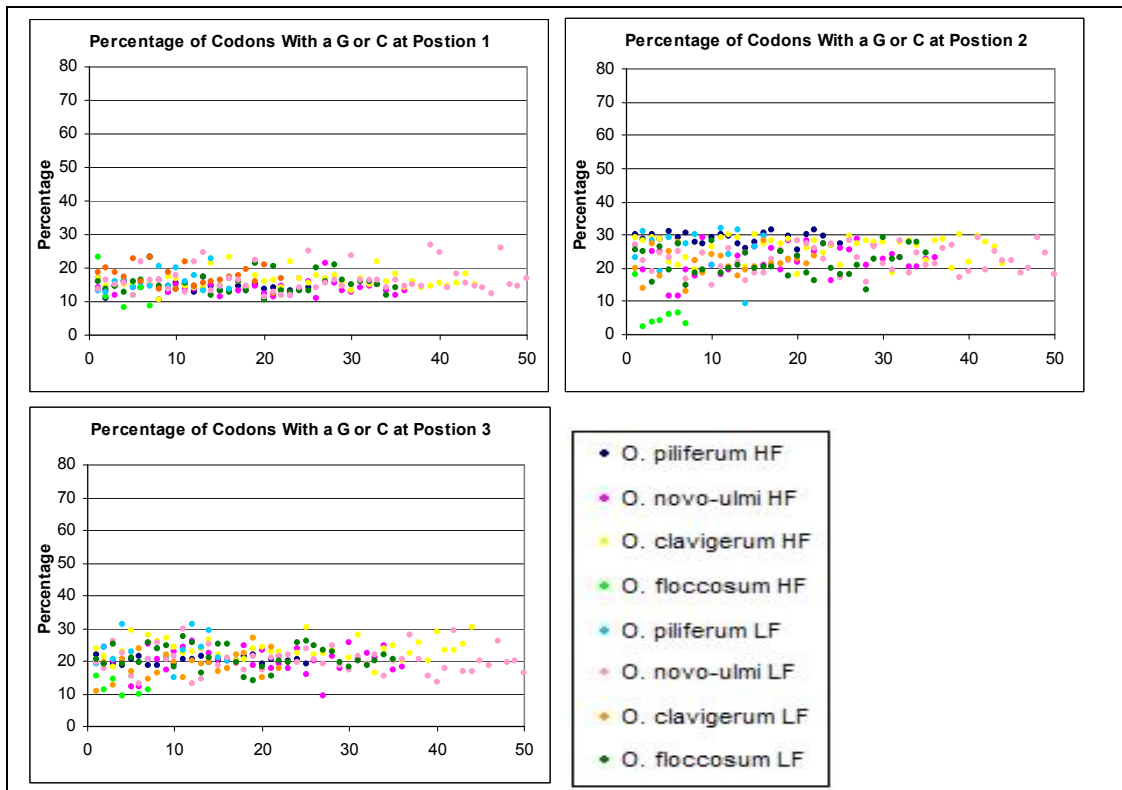 Percentage of Codons With a G or C at Postion 1
80
70
60
50
40
30
20
10
0
Percentage
0 10 20 30 40 50
Percentage of Codons With a G or C at Postion 2
80
70
60
50
40
30
20
10
0
Percentage
0 10 20 30 40 50
Percentage of Codons With a G or C at Postion 3
80
70
60
50
40
30
20
10
0
Percentage
0 10 20 30 40 50
O. piliferum HF
O. novo-ulmi HF
O. clavigerum HF
O. floccosum HF
O. piliferum LF
O. novo-ulmi LF
O. clavigerum LF
O. floccosum LF